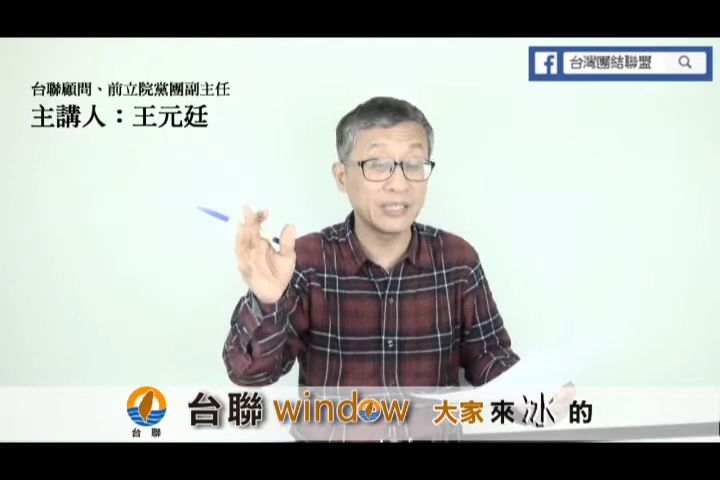 台聯顧問、前立院黨團副主任
主講人：王元廷
f 台灣團結聯盟
台聯
台聯 window 大家來冰的